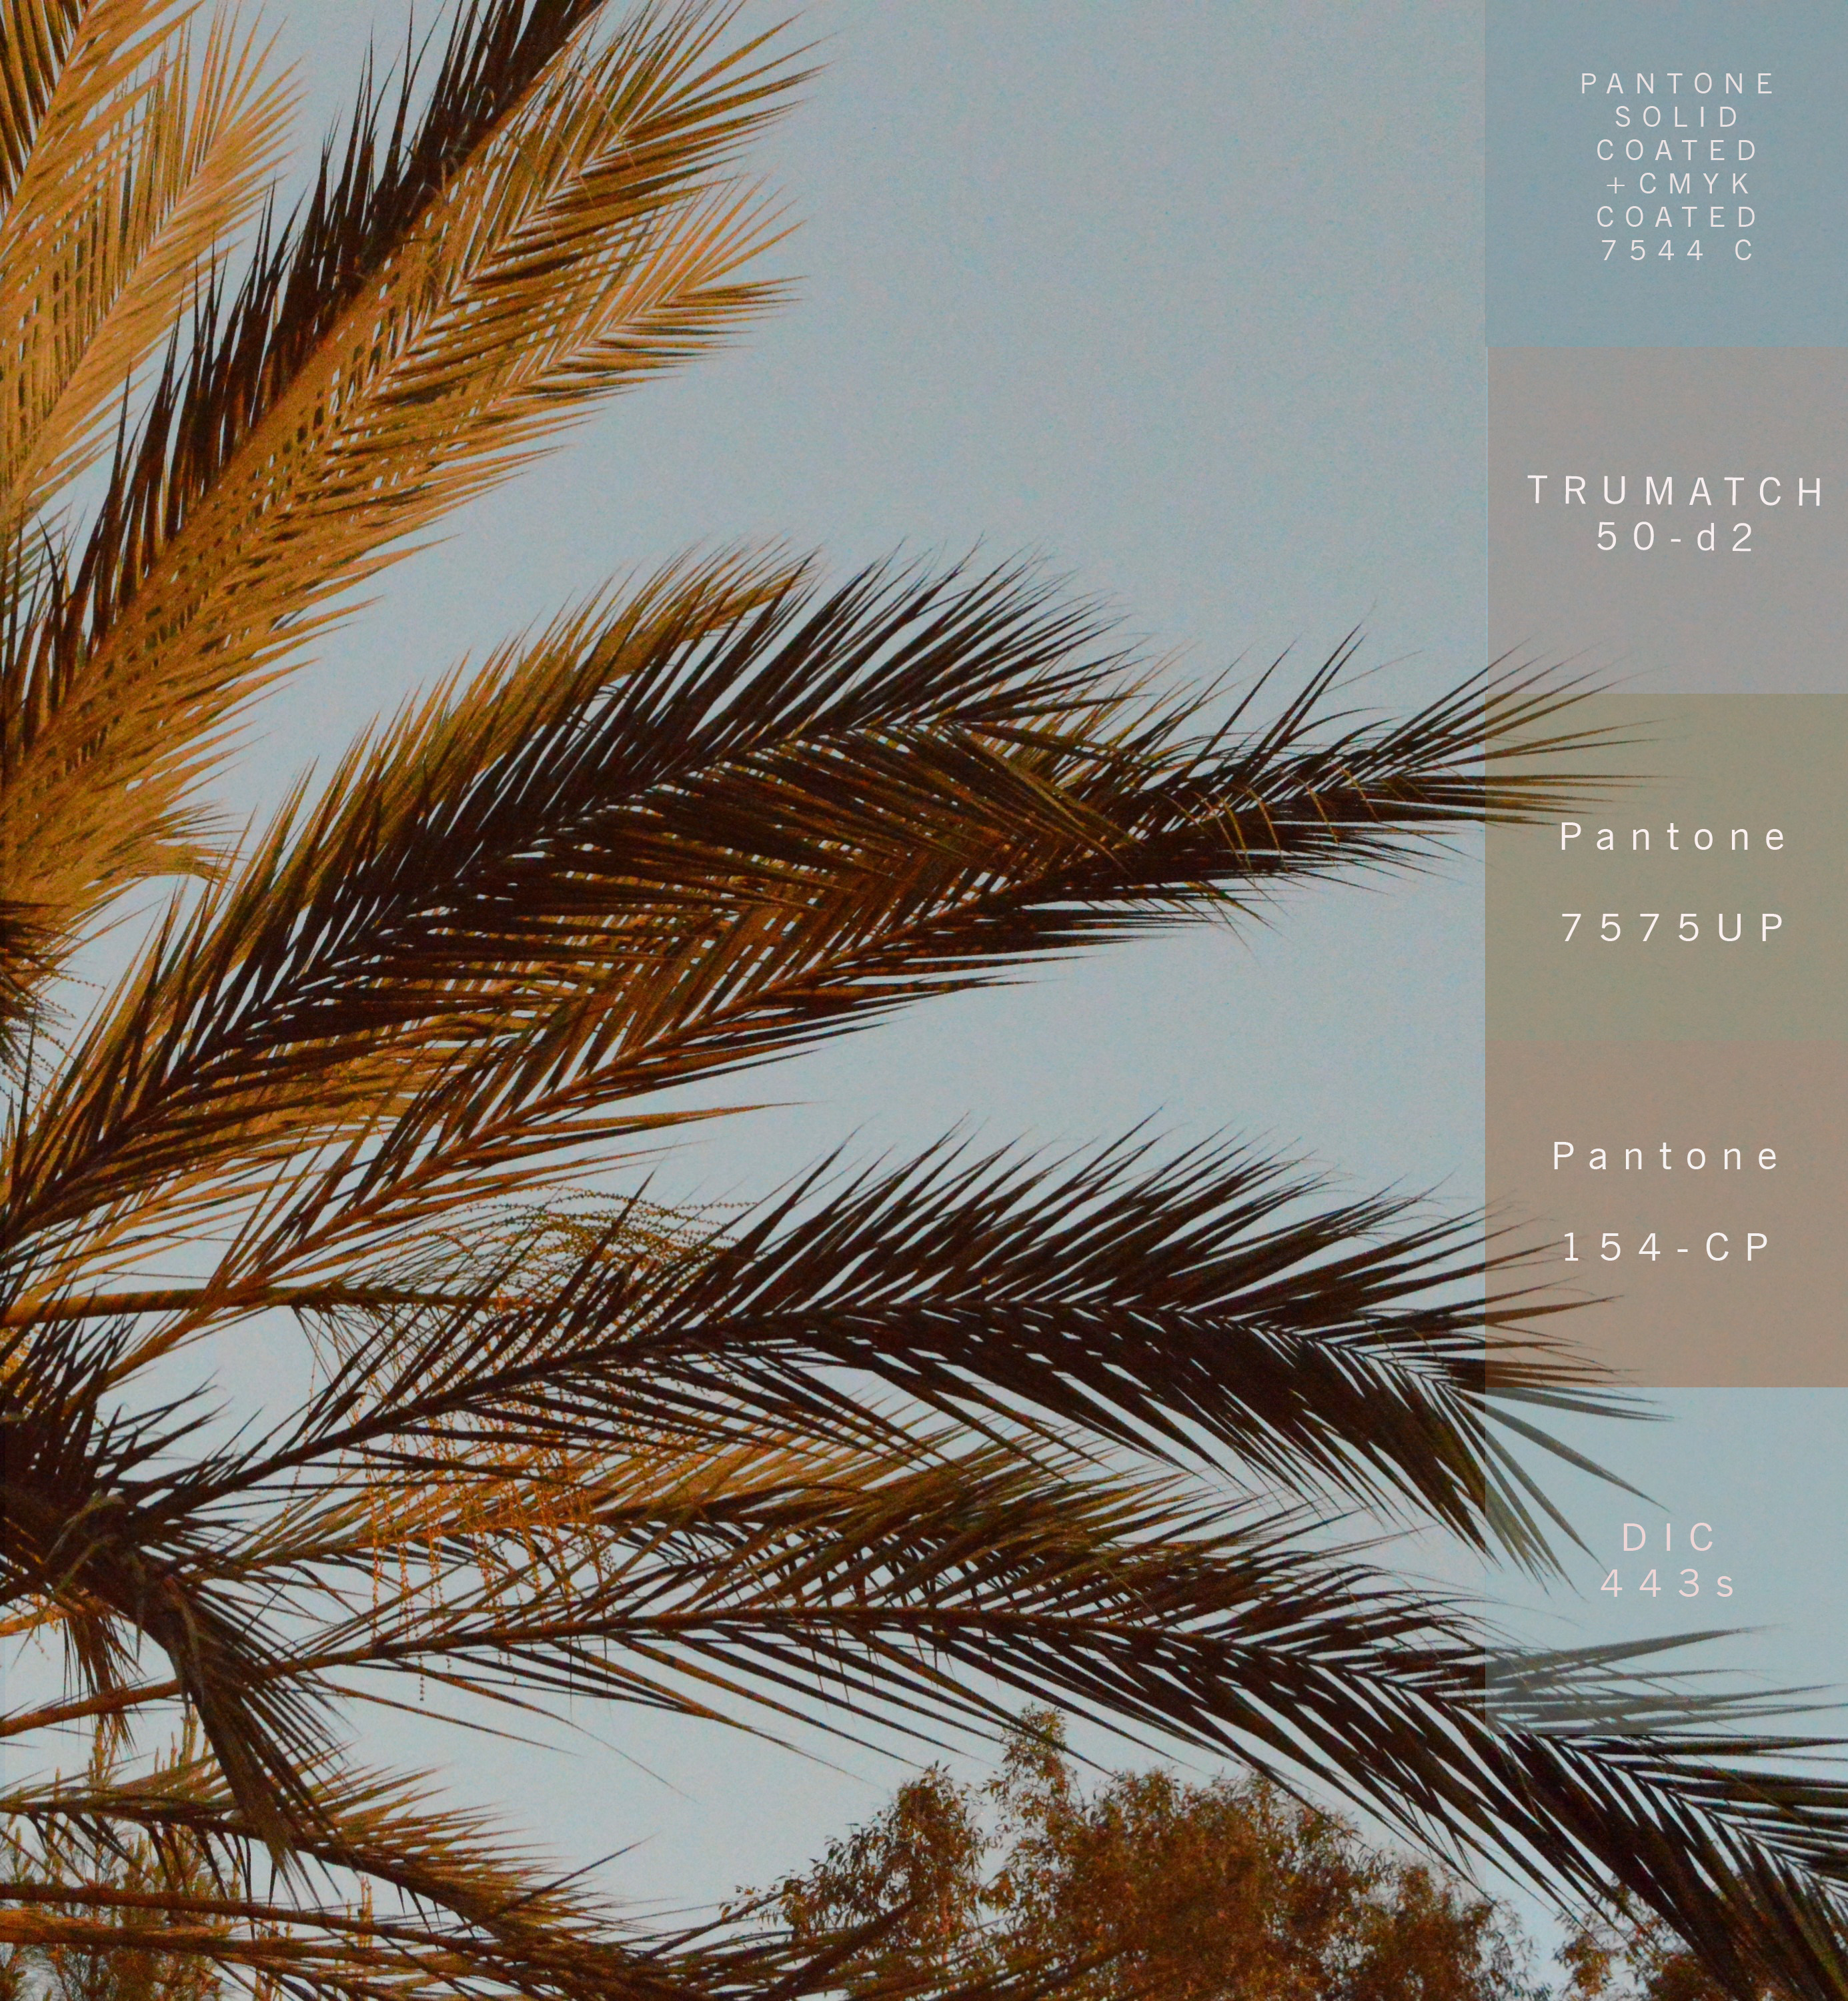 PANTONE
SOLID
COATED
+CMYK
COATED
7544 C
TRUMATCH
50-d2
Pantone
7575UP
Pantone
154-CP
DIC
443s